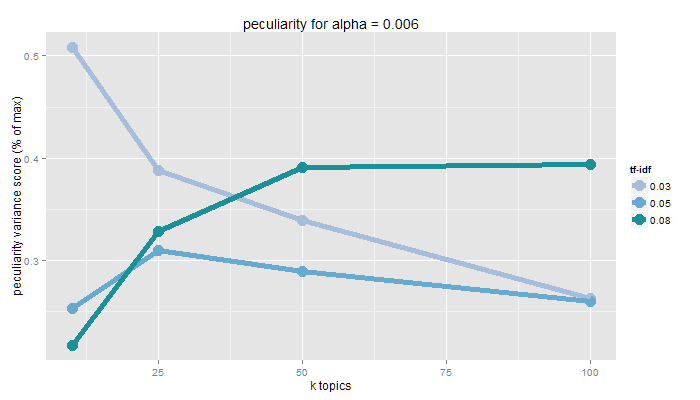 peculiarity for alpha = 0.006
peculiarity variance score (% of max)
0.5
0.4
0.3
25
50
75
100
k topics
tf-idf
0.03
0.05
0.08